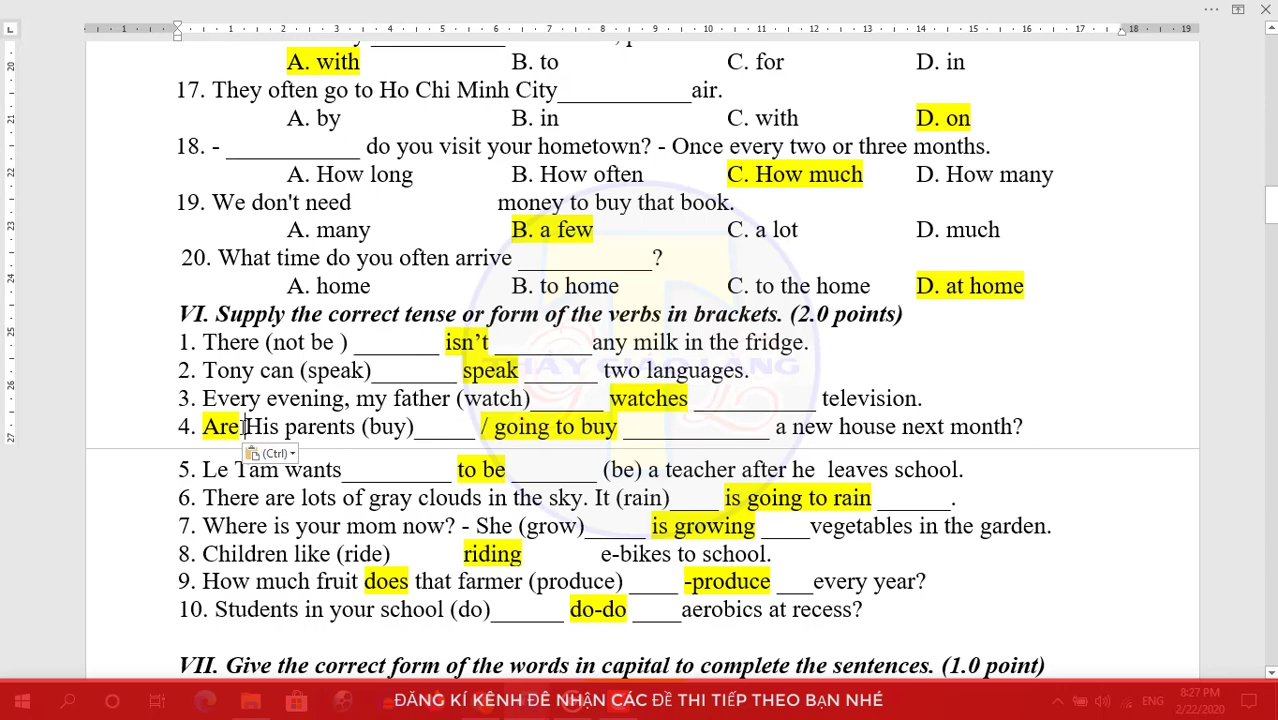 A. with B. to C. for D. in
17. They often go to Ho Chi Minh City___________air.
A. by B. in C. with D. on
18. - ___________ do you visit your hometown? - Once every two or three months.
A. How long B. How often C. How much D. How many
19. We don't need money to buy that book.
A. many B. a few C. a lot D. much
20. What time do you often arrive ___________?
A. home B. to home C. to the home D. at home
VI. Supply the correct tense or form of the verbs in brackets. (2.0 points)
1. There (not be ) _______ isn't ________any milk in the fridge.
2. Tony can (speak)_______ speak ______ two languages.
3. Every evening, my father (watch)______ watches __________ television.
4. Are His parents (buy)_____ / going to buy ____________ a new house next month?
(Ctrl)
5. Le Tam wants_________ to be _______ (be) a teacher after he leaves school.
6. There are lots of gray clouds in the sky. It (rain)____ is going to rain ______.
7. Where is your mom now? - She (grow)_____ is growing ____vegetables in the garden.
8. Children like (ride) riding e-bikes to school.
9. How much fruit does that farmer (produce) ____ -produce ___every year?
10. Students in your school (do)______ do-do ____aerobics at recess?
VII. Give the correct form of the words in capital to complete the sentences. (1.0 point)
THẦY GIÁO LÀNG
ĐĂNG KÍ KÊNH ĐÊ NHẬN CÁC ĐỀ THI TIẾP THEO BẠN NHÉ
ENG
8:27 PM
2/22/2020